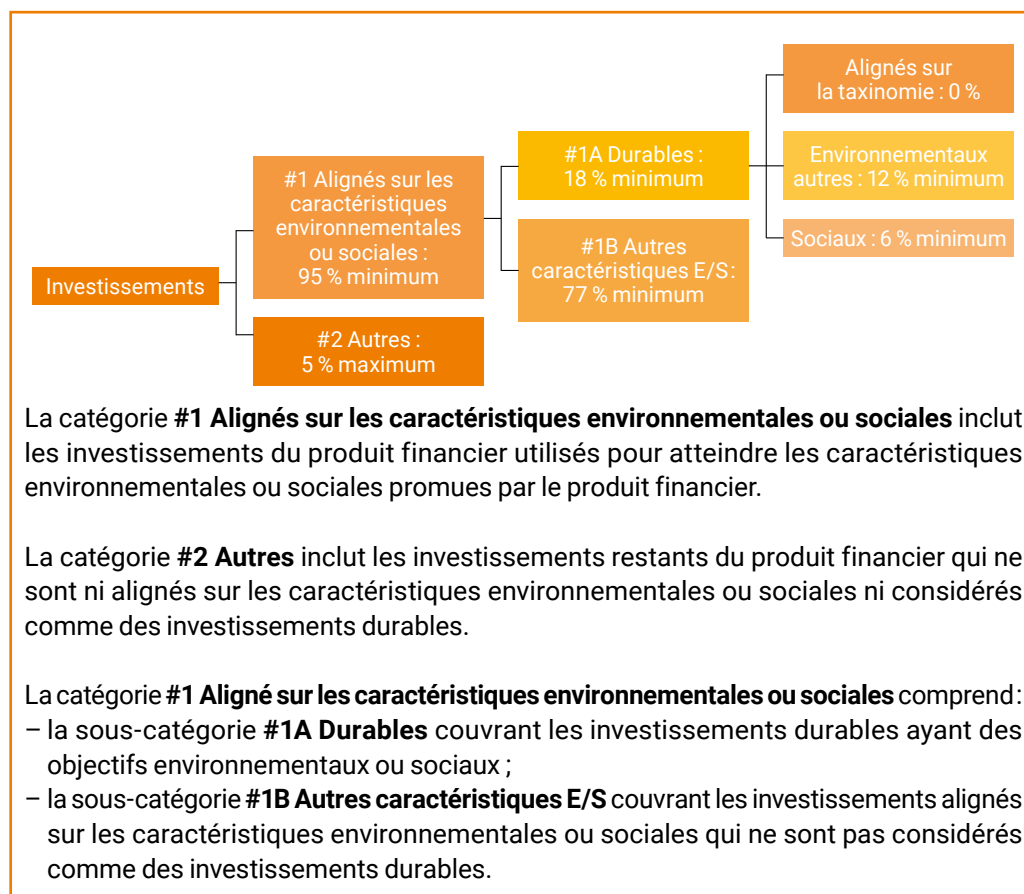 Alignés sur
la taxinomie : 0 %
#1A Durables :
18 % minimum
Environnementaux
autres : 12 % minimum
#1 Alignés sur les
caractéristiques
environnementales
ou sociales :
95 % minimum
#1B Autres
caractéristiques E/S :
77 % minimum
Sociaux : 6 % minimum
Investissements
#2 Autres :
5 % maximum
La catégorie #1 Alignés sur les caractéristiques environnementales ou sociales inclut
les investissements du produit financier utilisés pour atteindre les caractéristiques
environnementales ou sociales promues par le produit financier.
La catégorie #2 Autres inclut les investissements restants du produit financier qui ne
sont ni alignés sur les caractéristiques environnementales ou sociales ni considérés
comme des investissements durables.
La catégorie #1 Aligné sur les caractéristiques environnementales ou sociales comprend :
– la sous-catégorie #1A Durables couvrant les investissements durables ayant des
objectifs environnementaux ou sociaux ;
– la sous-catégorie #1B Autres caractéristiques E/S couvrant les investissements alignés
sur les caractéristiques environnementales ou sociales qui ne sont pas considérés
comme des investissements durables.